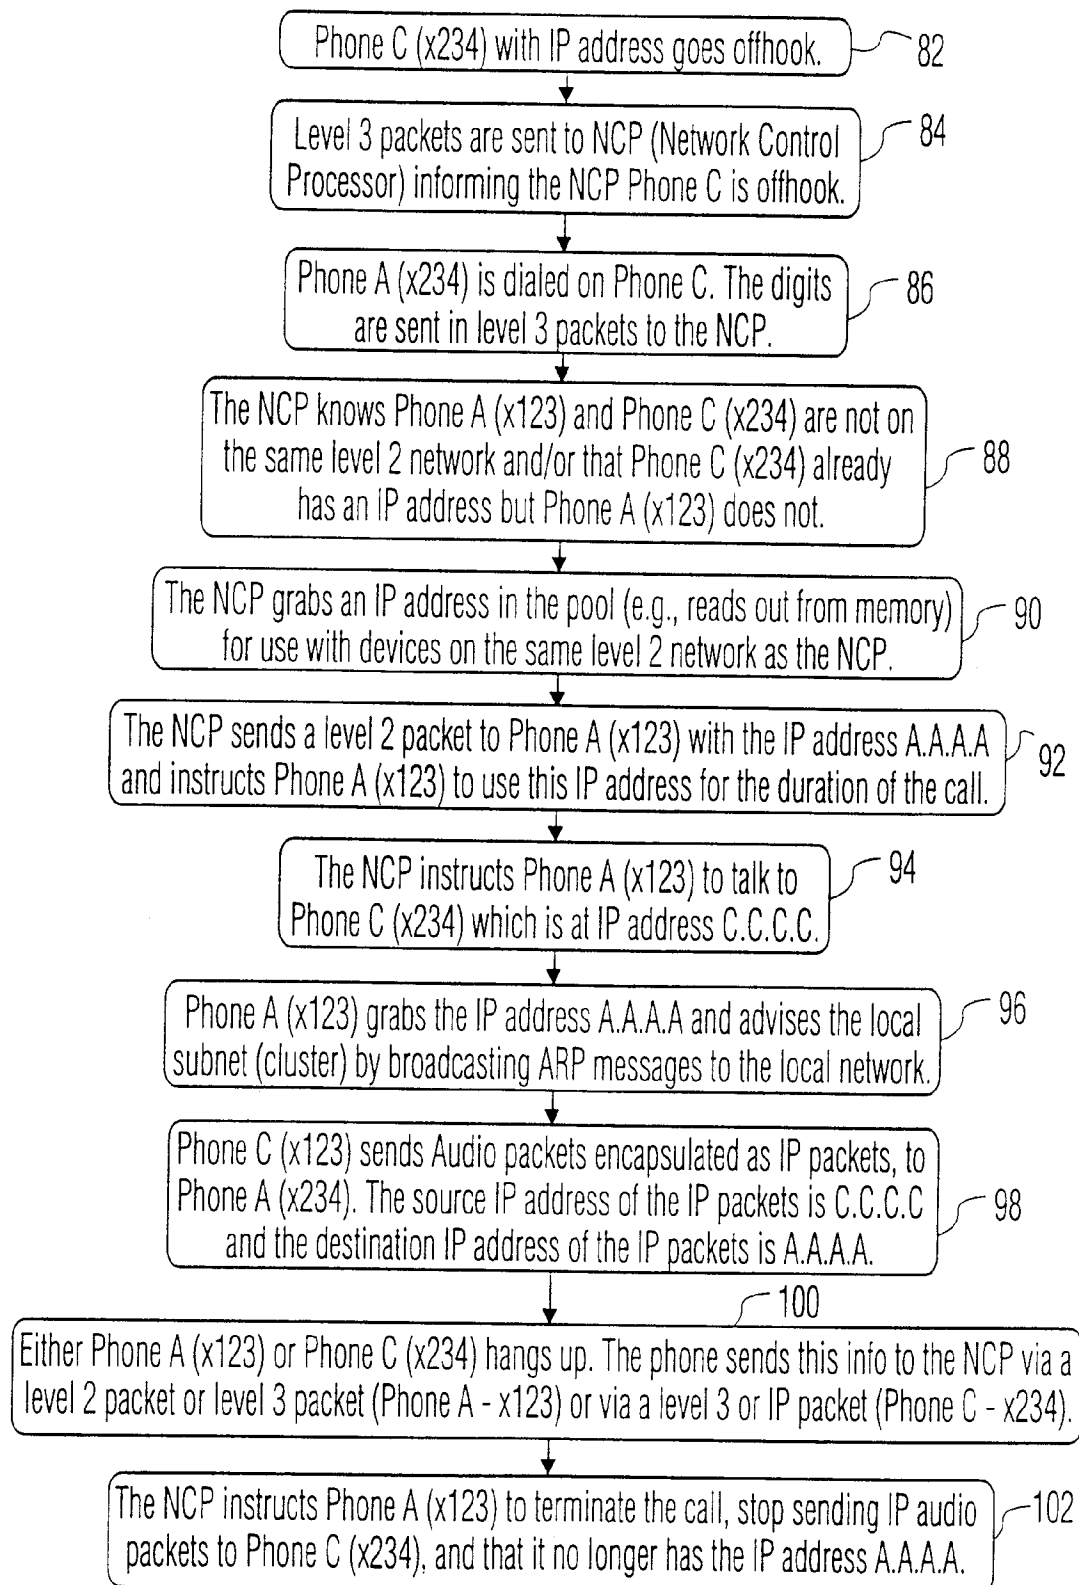 Phone C (x234) with IP address goes offhook.
82
Level 3 packets are sent to NCP (Network Control
Processor) informing the NCP Phone C is offhook.
84
Phone A (x234) is dialed on Phone C. The digits
are sent in level 3 packets to the NCP.
86
The NCP knows Phone A (x123) and Phone C (x234) are not on
the same level 2 network and/or that Phone C (x234) already
has an IP address but Phone A (x123) does not.
88
The NCP grabs an IP address in the pool (e.g., reads out from memory)
for use with devices on the same level 2 network as the NCP.
90
The NCP sends a level 2 packet to Phone A (x123) with the IP address A.A.A.A
and instructs Phone A (x123) to use this IP address for the duration of the call.
92
The NCP instructs Phone A (x123) to talk to
Phone C (x234) which is at IP address C.C.C.C.
94
Phone A (x123) grabs the IP address A.A.A.A and advises the local
subnet (cluster) by broadcasting ARP messages to the local network.
96
Phone C (x123) sends Audio packets encapsulated as IP packets, to
Phone A (x234). The source IP address of the IP packets is C.C.C.C
and the destination IP address of the IP packets is A.A.A.A.
98
100
Either Phone A (x123) or Phone C (x234) hangs up. The phone sends this info to the NCP via a
level 2 packet or level 3 packet (Phone A - x123) or via a level 3 or IP packet (Phone C - x234).
The NCP instructs Phone A (x123) to terminate the call, stop sending IP audio
packets to Phone C (x234), and that it no longer has the IP address A.A.A.A.
102